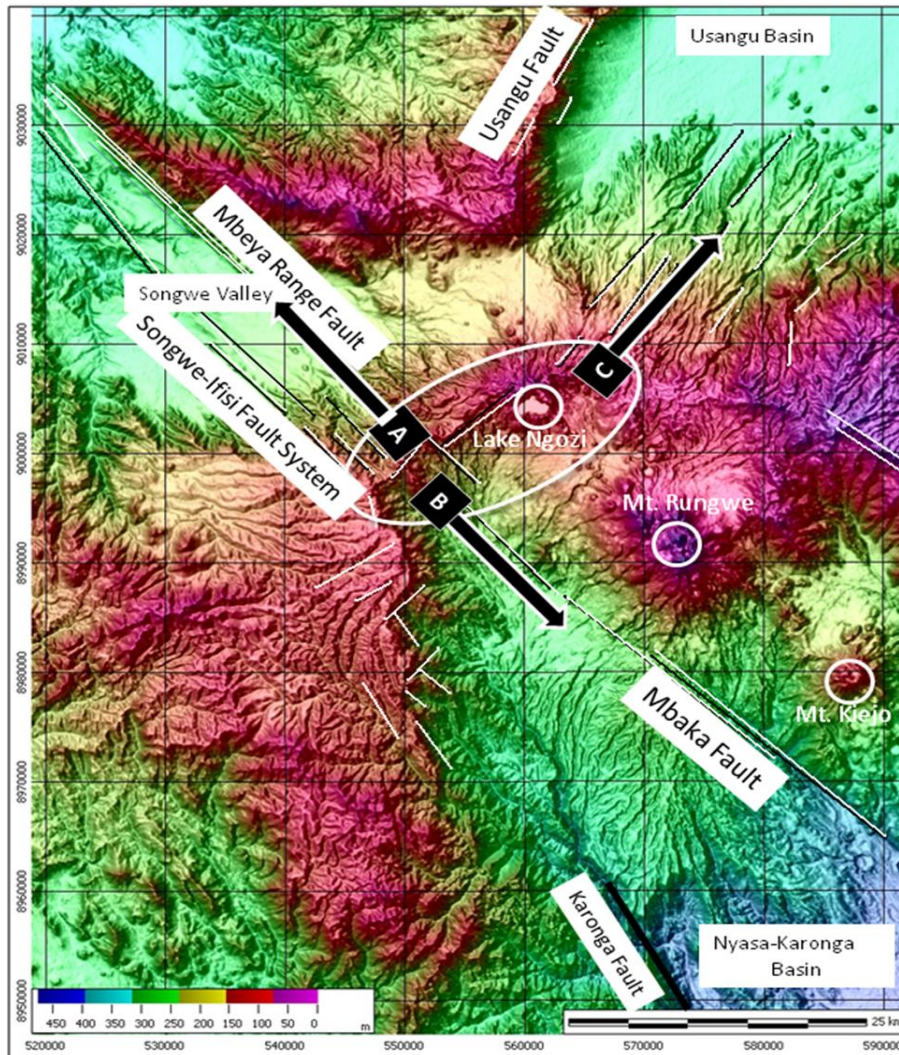 Usangu Basin
Usangu Fault
Mbeya Range Fault
Songwe Valley
Songwe-Ifisi Fault System
A
B
C
Lake Ngozi
Mt. Rungwe
Mt. Kiejo
Mbaka Fault
Karonga Fault
Nyasa-Karonga
Basin
9030000
9020000
9010000
9000000
8990000
8980000
8970000
8960000
8950000
450 400 350 300 250 200 150 100 50 0 m
25 km
520000 530000 540000 550000 560000 570000 580000 590000